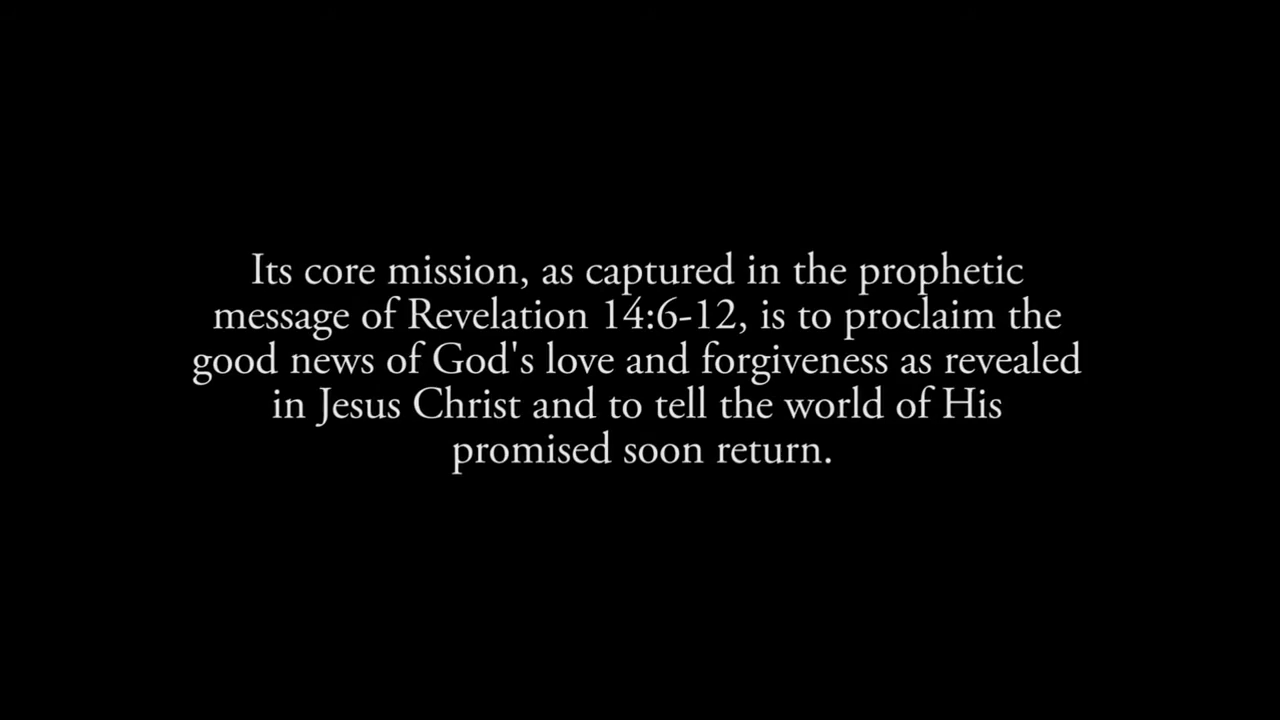 Its core mission, as captured in the prophetic
message of Revelation 14:6-12, is to proclaim the
good news of God's love and forgiveness as revealed
in Jesus Christ and to tell the world of His
promised soon return.